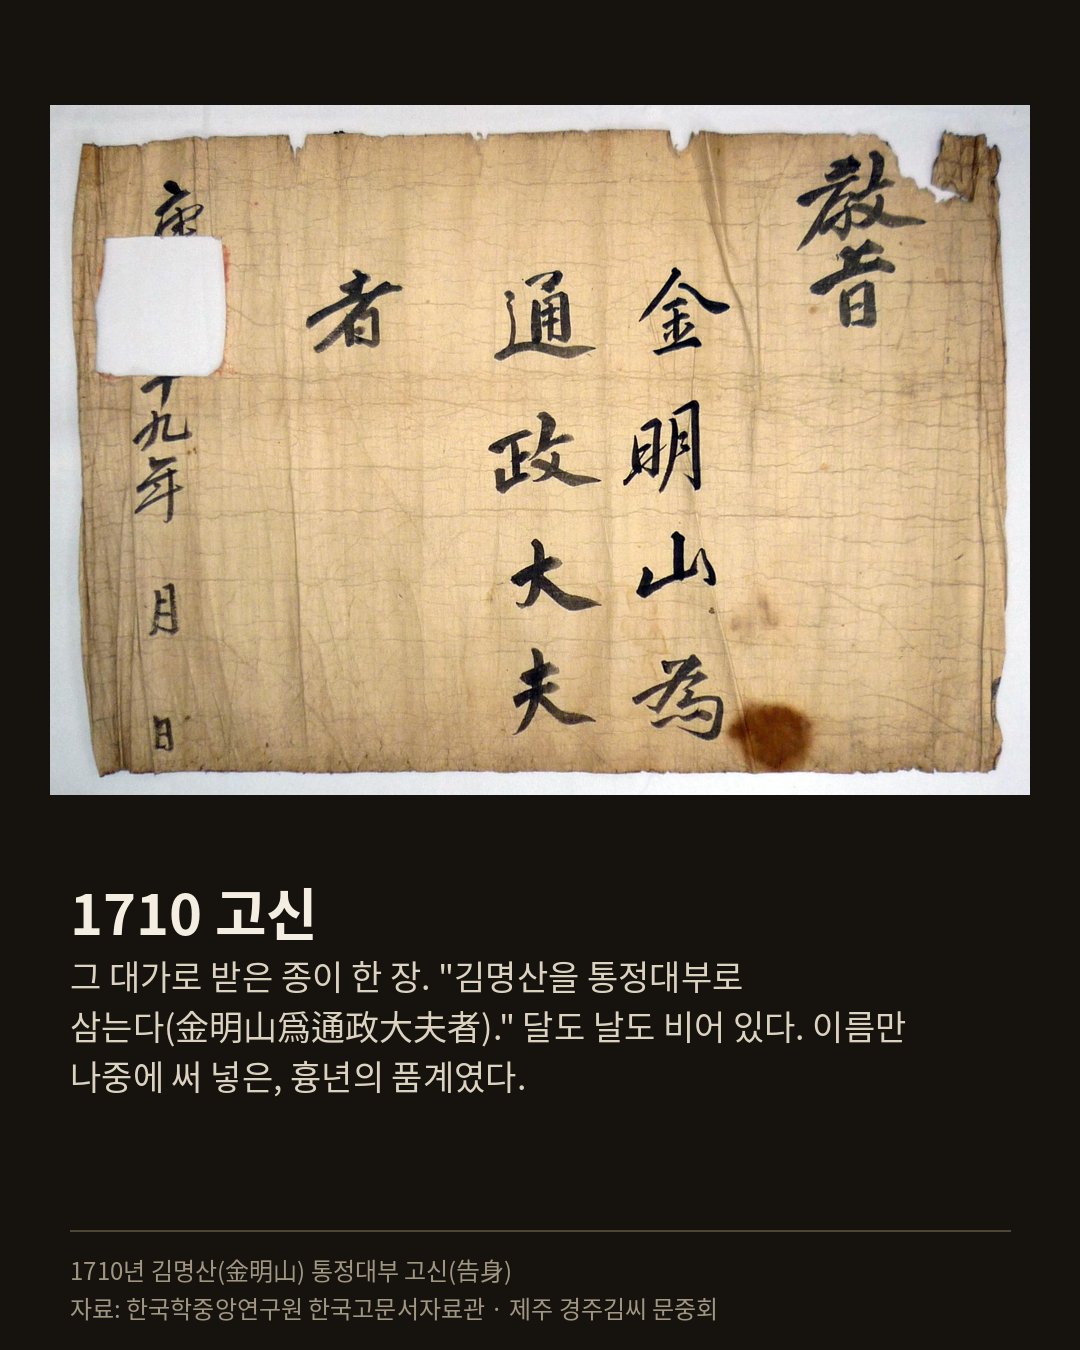 敎旨
金明山爲
通政大夫
者
十九年 月 日
1710 고신
그 대가로 받은 종이 한 장. "김명산을 통정대부로
삼는다(金明山爲通政大夫者)." 달도 날도 비어 있다. 이름만
나중에 써 넣은, 흉년의 품계였다.
1710년 김명산(金明山) 통정대부 고신(告身)
자료: 한국학중앙연구원 한국고문서자료관 · 제주 경주김씨 문중회